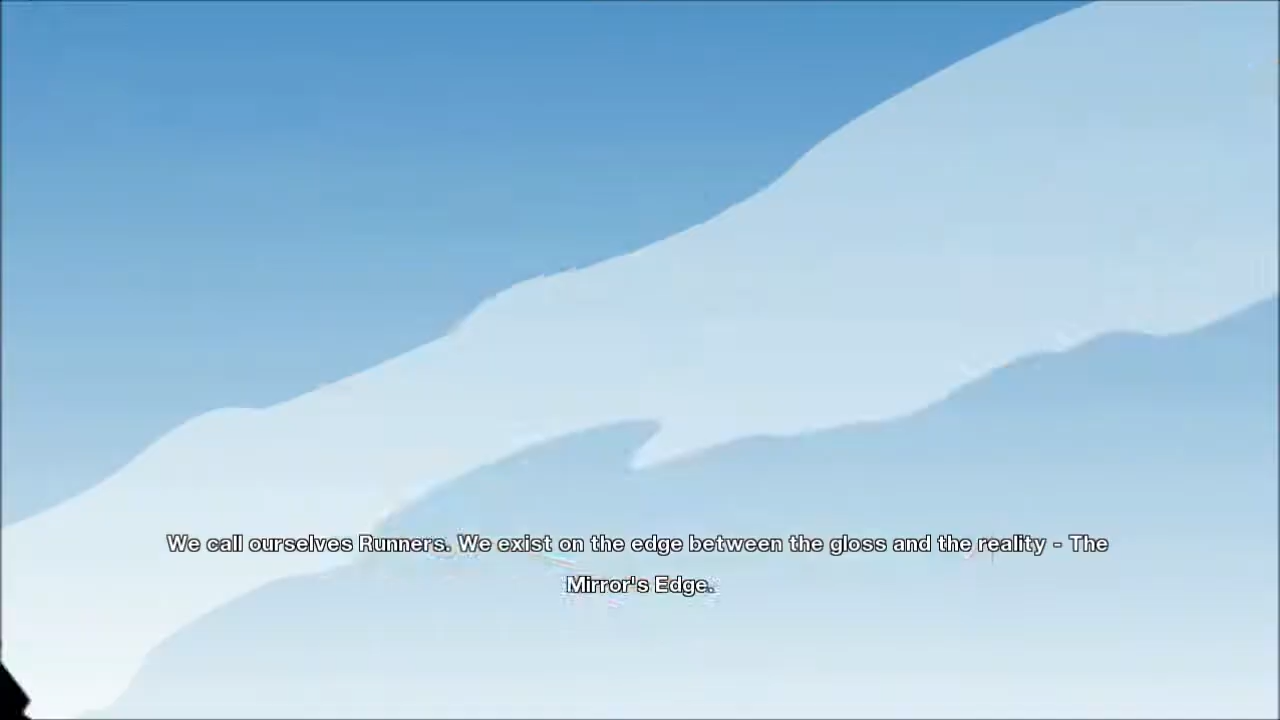 We call ourselves Runners. We exist on the edge between the gloss and the reality - The
Mirror's Edge.